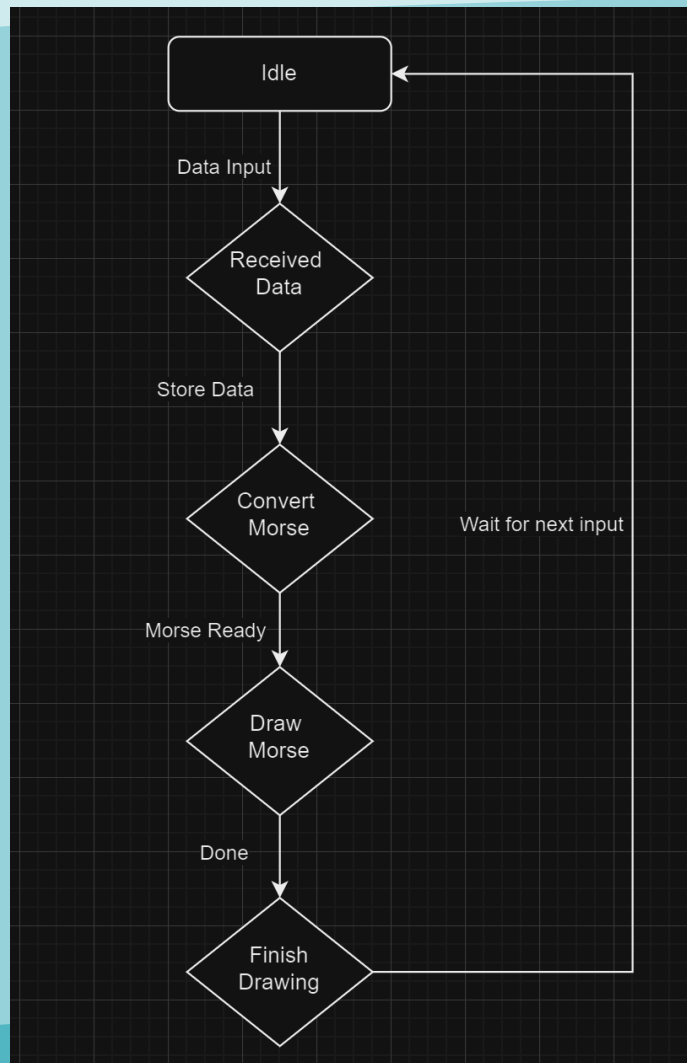 Idle
Data Input
Received
Data
Store Data
Convert
Morse
Wait for next input
Morse Ready
Draw
Morse
Done
Finish
Drawing